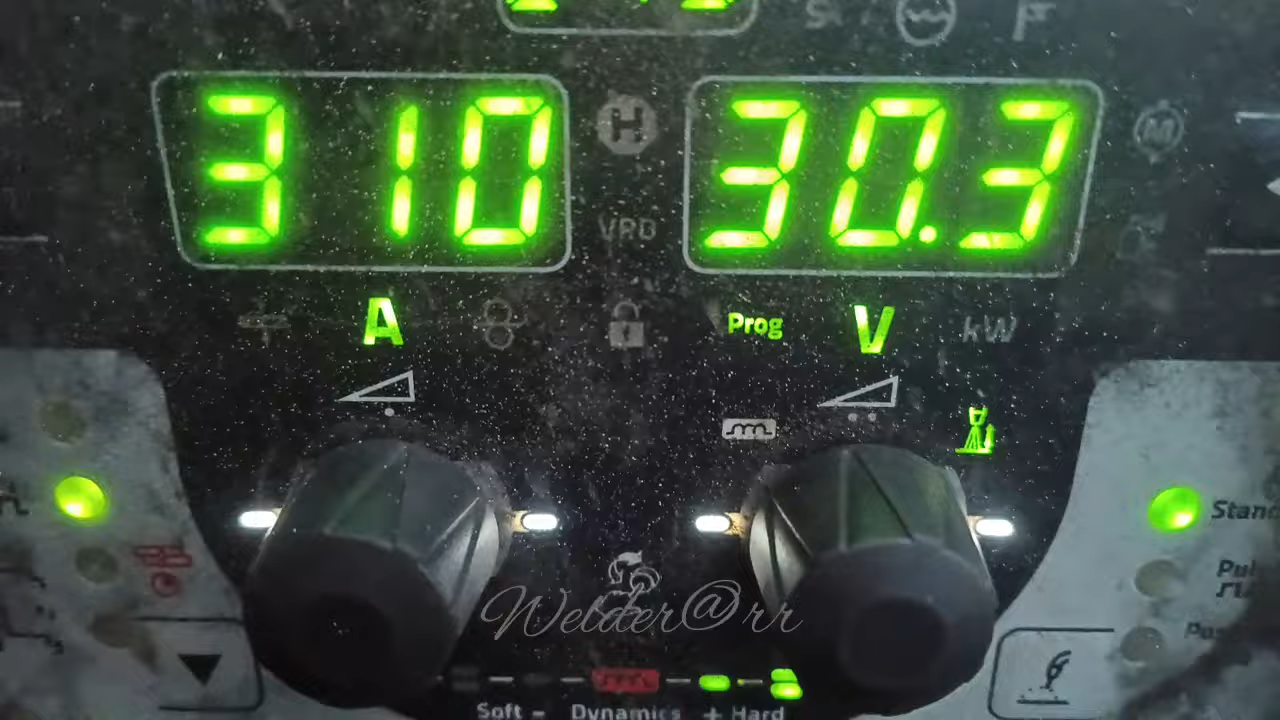 310 H 30.3 M
VRD
A Prog V kW
Stand
Welder@rr
Soft - Dynamics + Hard